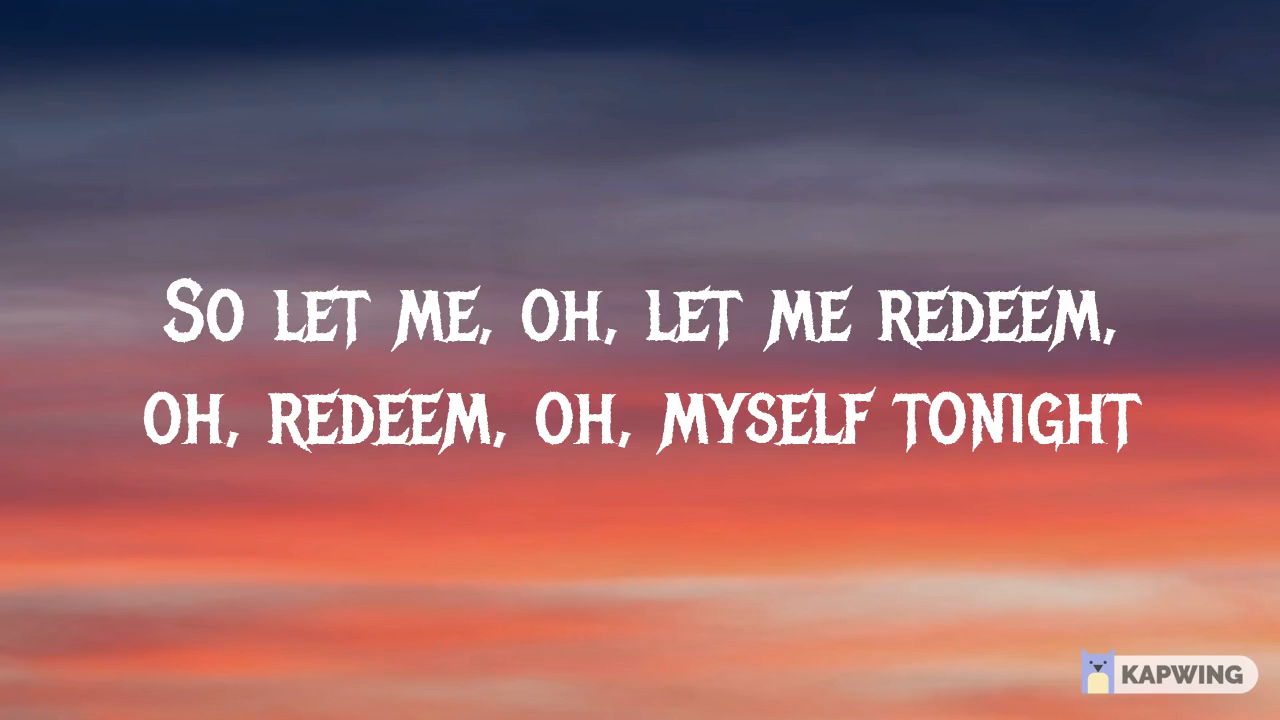 So let me, oh, let me redeem,
oh, redeem, oh, myself tonight
KAPWING